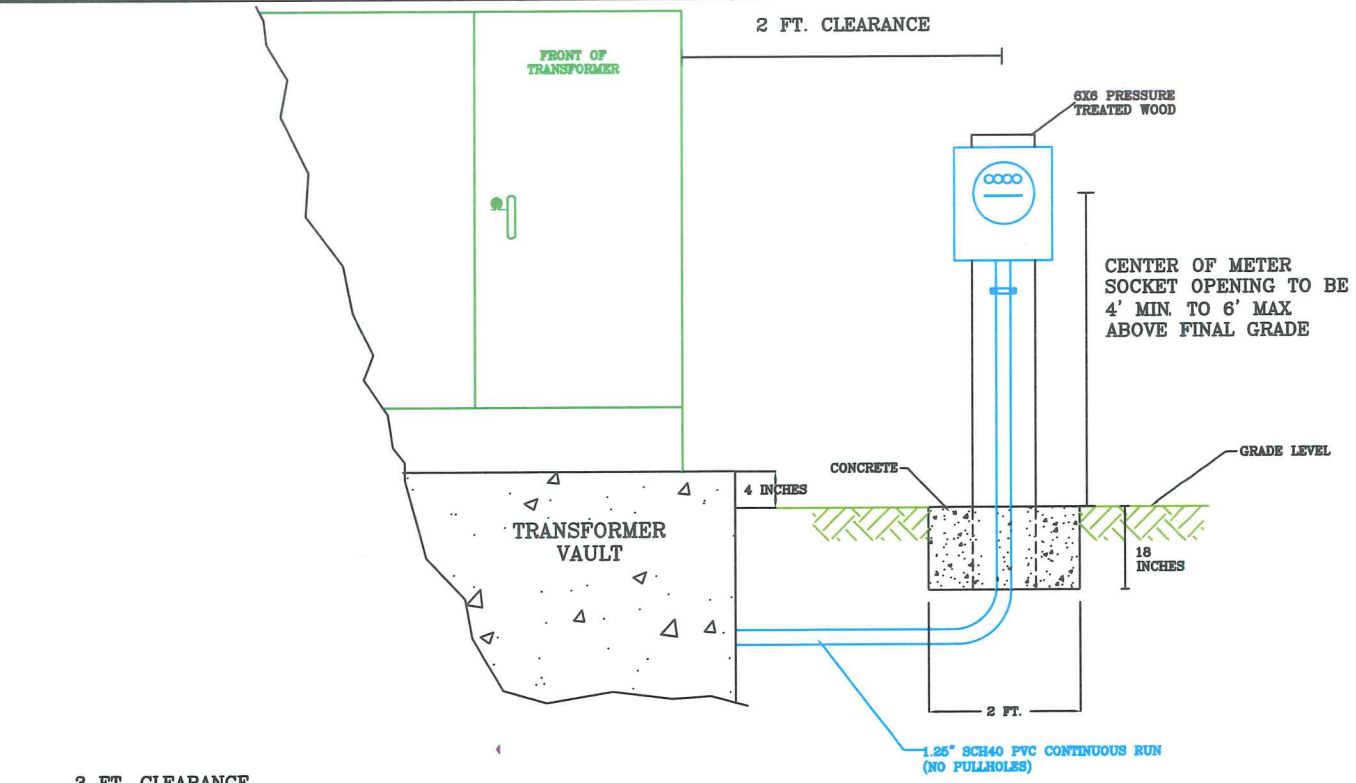 2 FT. CLEARANCE
FRONT OF
TRANSFORMER
6X6 PRESSURE
TREATED WOOD
CENTER OF METER
SOCKET OPENING TO BE
4' MIN. TO 6' MAX
ABOVE FINAL GRADE
GRADE LEVEL
CONCRETE
4 INCHES
TRANSFORMER
VAULT
18
INCHES
2 FT.
1.25" SCH40 PVC CONTINUOUS RUN
(NO PULLHOLES)
2 FT. CLEARANCE